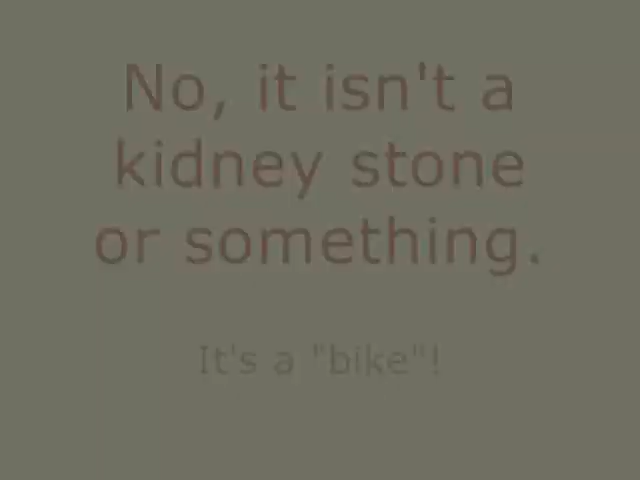 No, it isn't a
kidney stone
or something.
It's a "bike"!